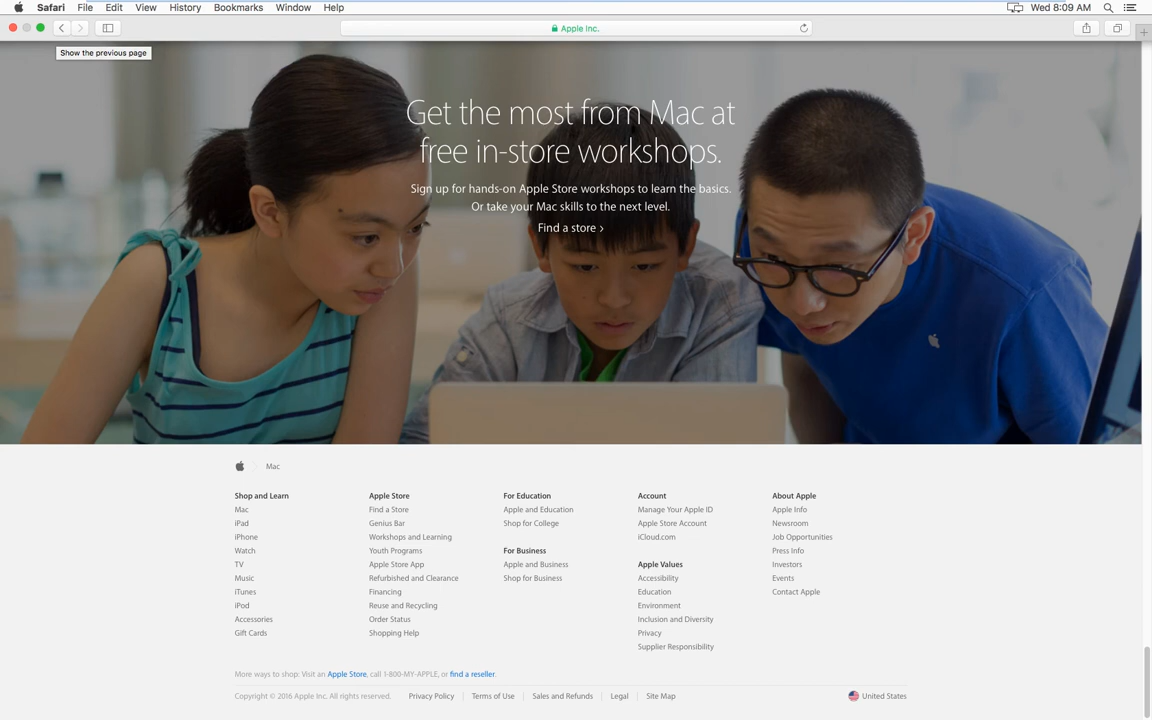 Safari File Edit View History Bookmarks Window Help Wed 8:09 AM
Apple Inc.
Show the previous page
Get the most from Mac at
free in-store workshops.
Sign up for hands-on Apple Store workshops to learn the basics.
Or take your Mac skills to the next level.
Find a store ›
Mac
Shop and Learn
Mac
iPad
iPhone
Watch
TV
Music
iTunes
iPod
Accessories
Gift Cards
Apple Store
Find a Store
Genius Bar
Workshops and Learning
Youth Programs
Apple Store App
Refurbished and Clearance
Financing
Reuse and Recycling
Order Status
Shopping Help
For Education
Apple and Education
Shop for College
For Business
Apple and Business
Shop for Business
Account
Manage Your Apple ID
Apple Store Account
iCloud.com
Apple Values
Accessibility
Education
Environment
Inclusion and Diversity
Privacy
Supplier Responsibility
About Apple
Apple Info
Newsroom
Job Opportunities
Press Info
Investors
Events
Contact Apple
More ways to shop: Visit an Apple Store, call 1-800-MY-APPLE, or find a reseller.
Copyright © 2016 Apple Inc. All rights reserved. Privacy Policy Terms of Use Sales and Refunds Legal Site Map United States